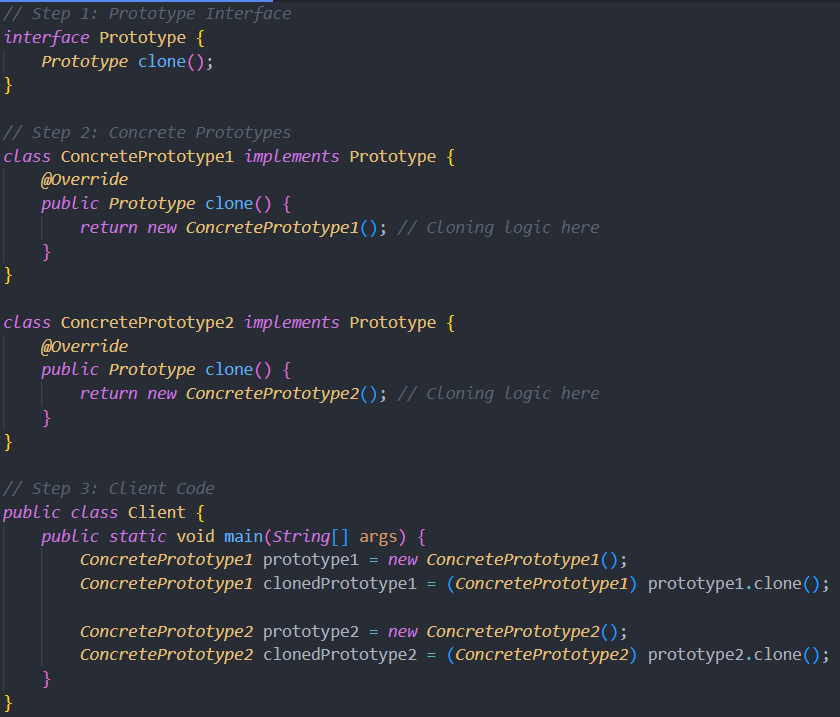 // Step 1: Prototype Interface
interface Prototype {
    Prototype clone();
}

// Step 2: Concrete Prototypes
class ConcretePrototype1 implements Prototype {
    @Override
    public Prototype clone() {
        return new ConcretePrototype1(); // Cloning logic here
    }
}

class ConcretePrototype2 implements Prototype {
    @Override
    public Prototype clone() {
        return new ConcretePrototype2(); // Cloning logic here
    }
}

// Step 3: Client Code
public class Client {
    public static void main(String[] args) {
        ConcretePrototype1 prototype1 = new ConcretePrototype1();
        ConcretePrototype1 clonedPrototype1 = (ConcretePrototype1) prototype1.clone();

        ConcretePrototype2 prototype2 = new ConcretePrototype2();
        ConcretePrototype2 clonedPrototype2 = (ConcretePrototype2) prototype2.clone();
    }
}